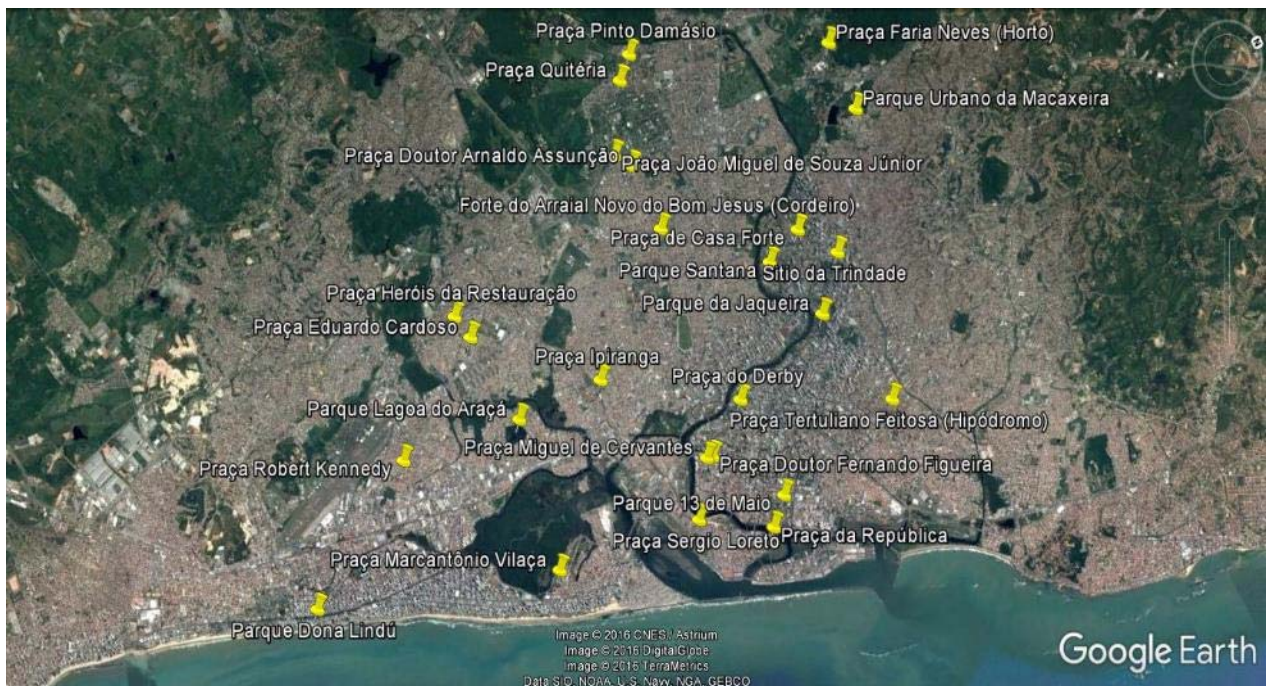 Praça Pinto Damásio
Praça Faria Neves (Horto)
Praça Quitéria
Parque Urbano da Macaxeira
Praça Doutor Arnaldo Assunção
Praça João Miguel de Souza Júnior
Forte do Arraial Novo do Bom Jesus (Cordeiro)
Praça de Casa Forte
Parque Santana
Sítio da Trindade
Praça Heróis da Restauração
Parque da Jaqueira
Praça Eduardo Cardoso
Praça Ipiranga
Praça do Derby
Parque Lagoa do Araçá
Praça Tertuliano Feitosa (Hipódromo)
Praça Miguel de Cervantes
Praça Robert Kennedy
Praça Doutor Fernando Figueira
Parque 13 de Maio
Praça Sergio Loreto
Praça da República
Praça Marcantônio Vilaça
Parque Dona Lindú
Image © 2016 CNES / Astrium
Image © 2016 DigitalGlobe
Image © 2016 TerraMetrics
Data SIO, NOAA, U.S. Navy, NGA, GEBCO
Google Earth